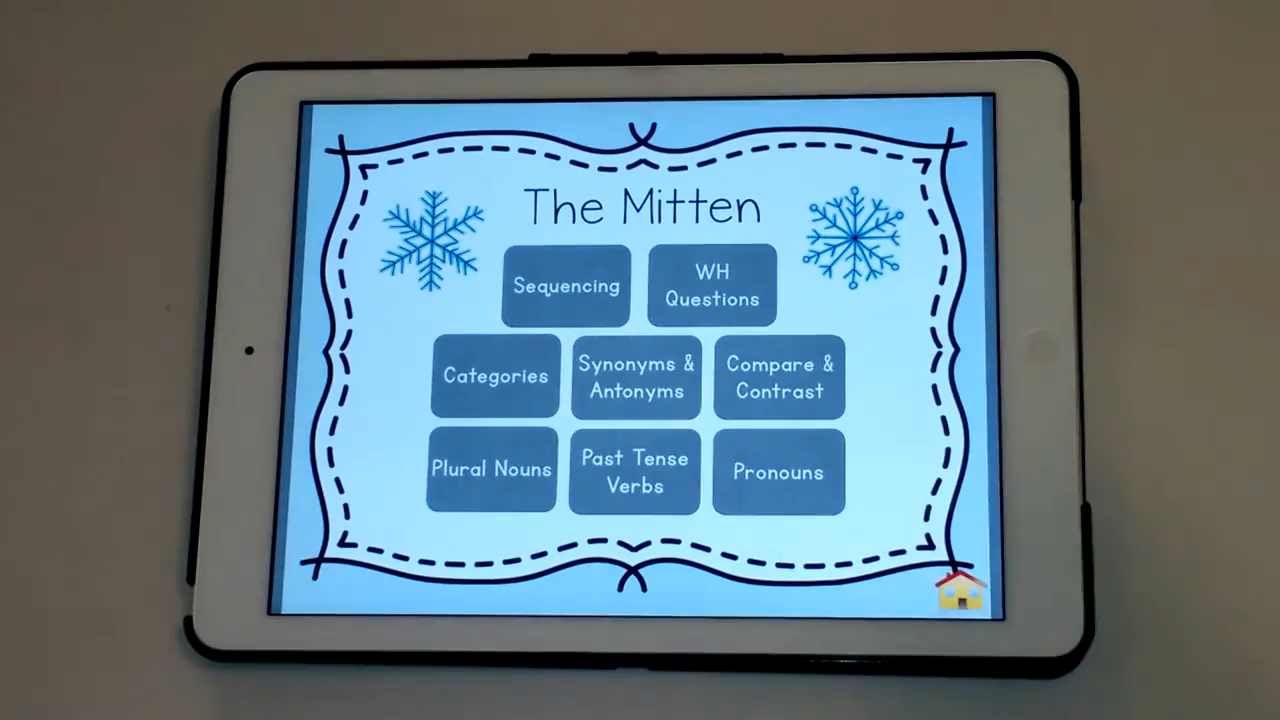 The Mitten
Sequencing
WH
Questions
Categories
Synonyms &
Antonyms
Compare &
Contrast
Plural Nouns
Past Tense
Verbs
Pronouns